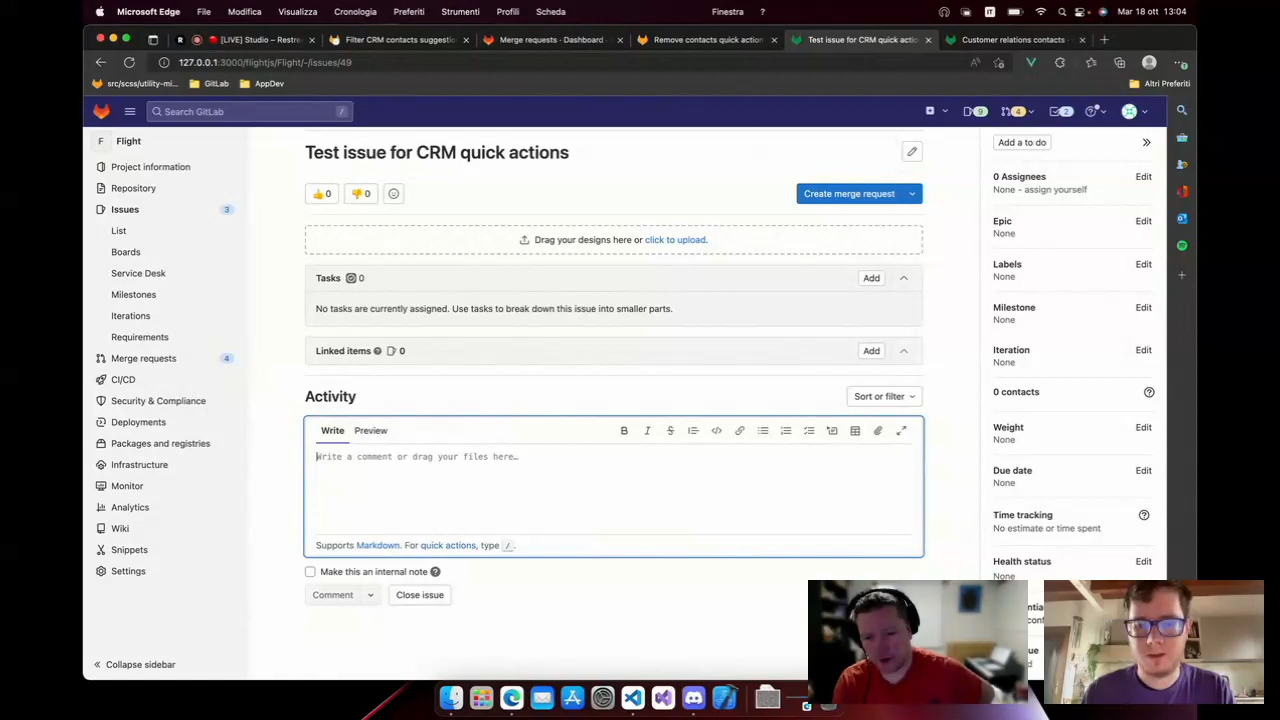 Microsoft Edge File Modifica Visualizza Cronologia Preferiti Strumenti Profili Scheda Finestra ? Mar 18 ott 13:04
[LIVE] Studio – Restre Filter CRM contacts suggestio Merge requests · Dashboard · Remove contacts quick action Test issue for CRM quick actio Customer relations contacts ·
127.0.0.1:3000/flightjs/Flight/-/issues/49
src/scss/utility-mi... GitLab AppDev Altri Preferiti
Search GitLab / 9 4 2
F Flight
Project information
Repository
Issues 3
List
Boards
Service Desk
Milestones
Iterations
Requirements
Merge requests 4
CI/CD
Security & Compliance
Deployments
Packages and registries
Infrastructure
Monitor
Analytics
Wiki
Snippets
Settings
Collapse sidebar
Test issue for CRM quick actions
0 0
Create merge request
Drag your designs here or click to upload.
Tasks 0 Add
No tasks are currently assigned. Use tasks to break down this issue into smaller parts.
Linked items 0 Add
Activity
Sort or filter
Write Preview
Write a comment or drag your files here…
Supports Markdown. For quick actions, type /.
Make this an internal note
Comment Close issue
Add a to do
0 Assignees Edit
None - assign yourself
Epic Edit
None
Labels Edit
None
Milestone Edit
None
Iteration Edit
None
0 contacts
Weight Edit
None
Due date Edit
None
Time tracking
No estimate or time spent
Health status Edit
None